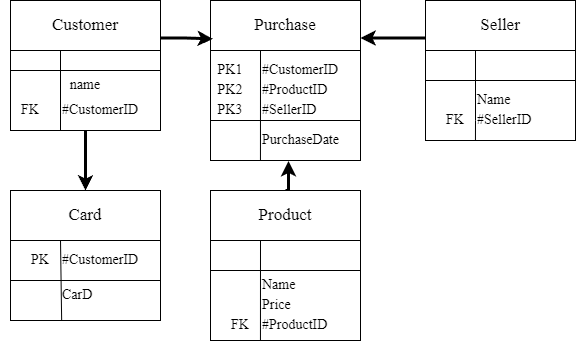 Customer
name
FK #CustomerID
Purchase
PK1 #CustomerID
PK2 #ProductID
PK3 #SellerID
PurchaseDate
Seller
Name
FK #SellerID
Card
PK #CustomerID
CarD
Product
Name
Price
FK #ProductID